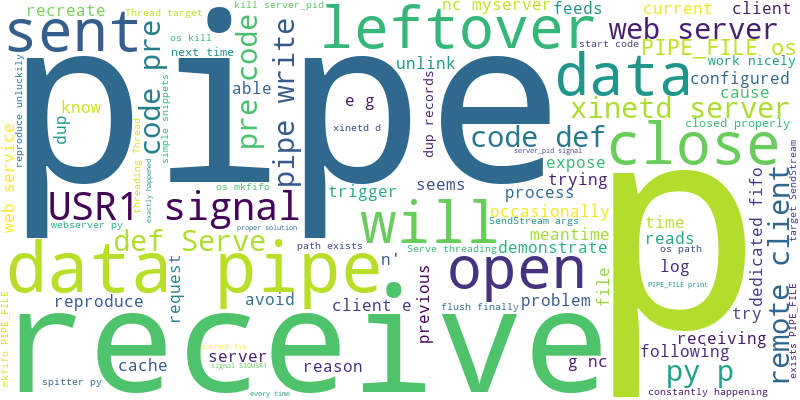 recreate
Thread target
kill server_pid
nc myserver
feeds
current
client
sent
os kill
code pre
leftover
web server
next time
start code
PIPE_FILE os
unlink
work nicely
pipe
precode
pipe write
data
configured
reproduce unluckily
dup
know
able
e g
dup records
cause
xinetd server
simple snippets
threading Thread
xinetd d
code def
closed properly
server_pid signal
close
web service
exactly happened
os mkfifo
seems
expose
trying
process
USR1 signal
trigger
will
occasionally
SendStream args
p
dedicated fifo
remote client
target SendStream
webserver py
proper solution
meantime
time
def Serve
path exists
Serve threading
demonstrate
reads
os path
data pipe
n'
open
file
log
request
avoid
previous
PIPE_FILE print
mkfifo PIPE_FILE
reproduce
client e
flush finally
problem
try
exists PIPE_FILE
receive
current fix
server
reason
receiving
cache
signal SIGUSR1
g nc
following
spitter py
py p
every time
constantly happening